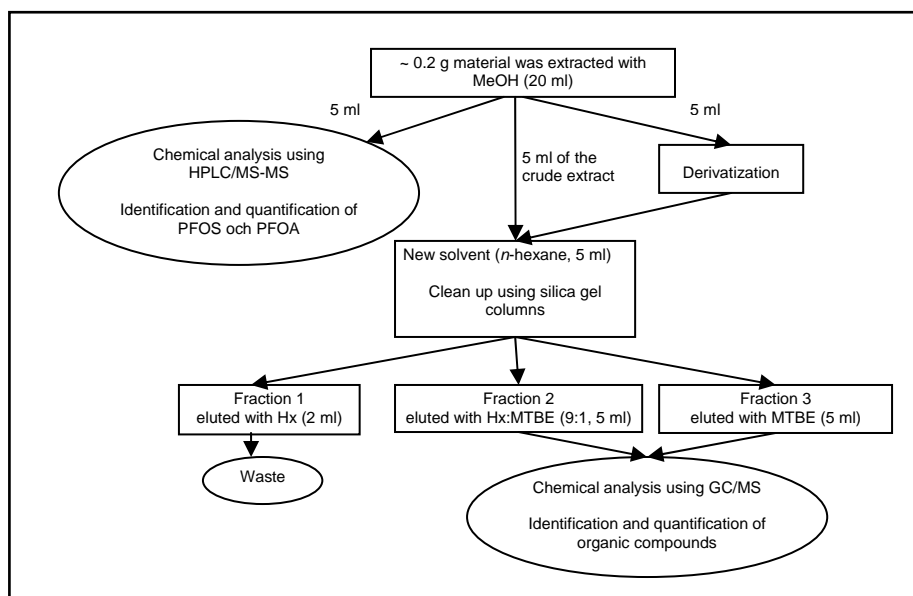 ~ 0.2 g material was extracted with
MeOH (20 ml)
5 ml
5 ml
Chemical analysis using
HPLC/MS-MS
Identification and quantification of
PFOS och PFOA
5 ml of the
crude extract
Derivatization
New solvent (n-hexane, 5 ml)
Clean up using silica gel
columns
Fraction 1
eluted with Hx (2 ml)
Fraction 2
eluted with Hx:MTBE (9:1, 5 ml)
Fraction 3
eluted with MTBE (5 ml)
Waste
Chemical analysis using GC/MS
Identification and quantification of
organic compounds